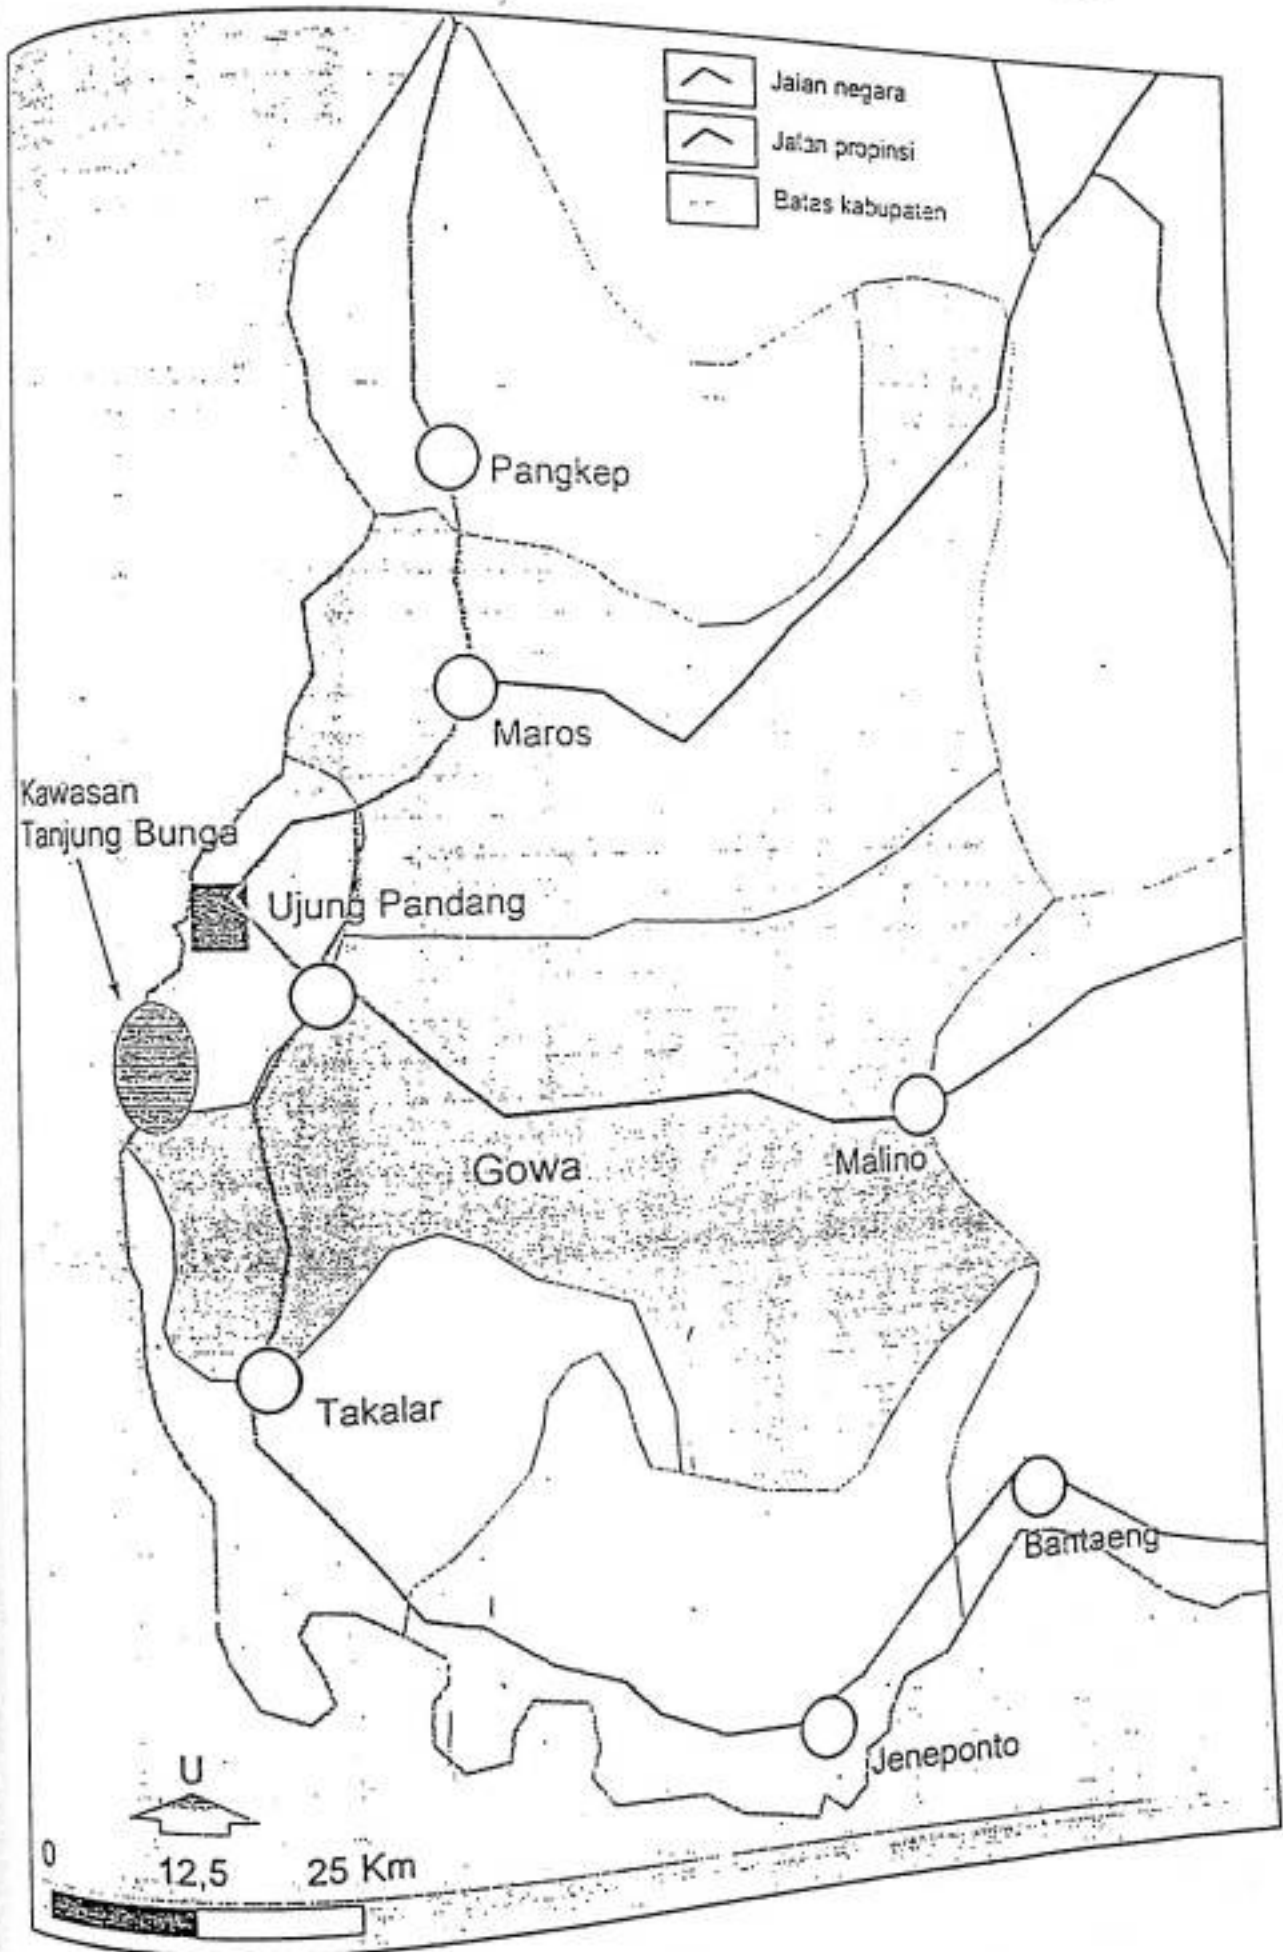 Jalan negara
Jalan propinsi
Batas kabupaten
Pangkep
Maros
Kawasan
Tanjung Bunga
Ujung Pandang
Gowa
Malino
Takalar
Bantaeng
Jeneponto
U
0
12,5
25 Km